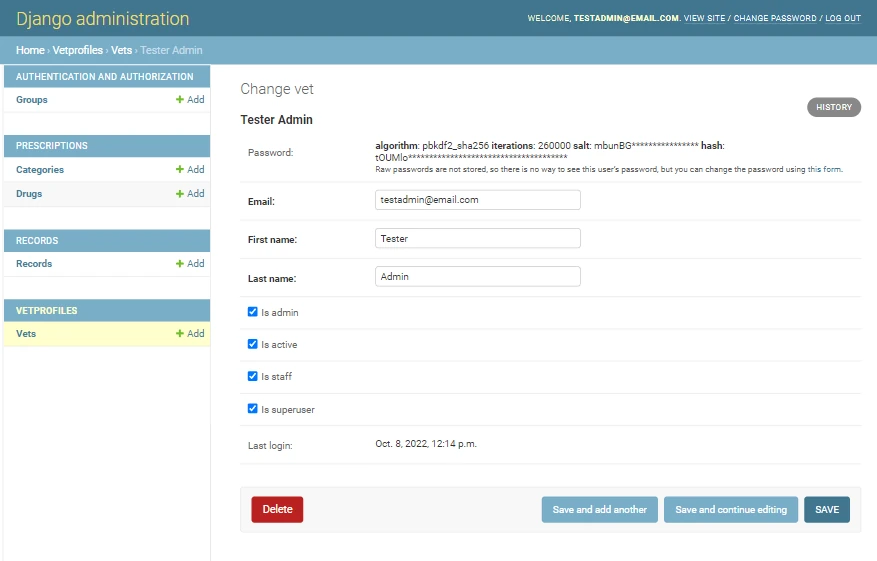 Django administration
WELCOME, TESTADMIN@EMAIL.COM. VIEW SITE / CHANGE PASSWORD / LOG OUT
Home › Vetprofiles › Vets › Tester Admin
AUTHENTICATION AND AUTHORIZATION
Groups + Add
PRESCRIPTIONS
Categories + Add
Drugs + Add
RECORDS
Records + Add
VETPROFILES
Vets + Add
Change vet
HISTORY
Tester Admin
Password: algorithm: pbkdf2_sha256 iterations: 260000 salt: mbunBG**************** hash:
tOUMlo**************************************
Raw passwords are not stored, so there is no way to see this user's password, but you can change the password using this form.
Email: testadmin@email.com
First name: Tester
Last name: Admin
Is admin
Is active
Is staff
Is superuser
Last login: Oct. 8, 2022, 12:14 p.m.
Delete Save and add another Save and continue editing SAVE